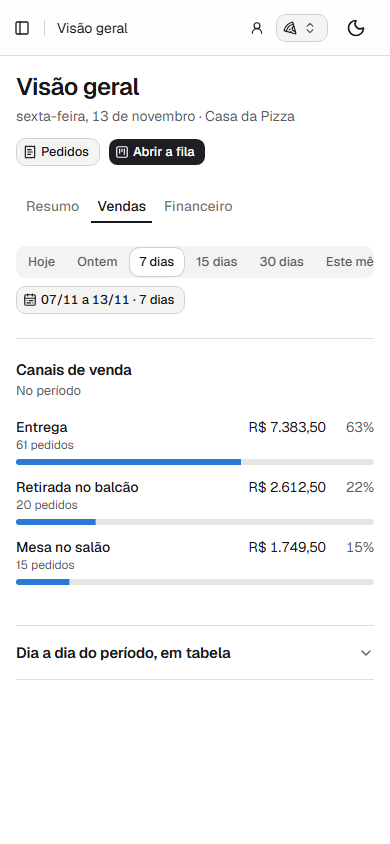 Visão geral
Visão geral
sexta-feira, 13 de novembro · Casa da Pizza
Pedidos
Abrir a fila
Resumo Vendas Financeiro
Hoje Ontem 7 dias 15 dias 30 dias Este mê
07/11 a 13/11 · 7 dias
Canais de venda
No período
Entrega R$ 7.383,50 63%
61 pedidos
Retirada no balcão R$ 2.612,50 22%
20 pedidos
Mesa no salão R$ 1.749,50 15%
15 pedidos
Dia a dia do período, em tabela